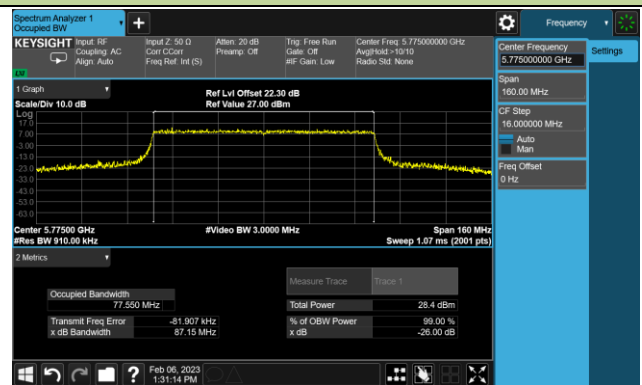 Spectrum Analyzer 1
Occupied BW
Frequency
KEYSIGHT
Input: RF
Coupling: AC
Align: Auto
Input Z: 50 Ω
Corr CCorr
Freq Ref: Int (S)
Atten: 20 dB
Preamp: Off
Trig: Free Run
Gate: Off
#IF Gain: Low
Center Freq: 5.775000000 GHz
Avg|Hold:>10/10
Radio Std: None
Center Frequency
5.775000000 GHz
Settings
Span
160.00 MHz
CF Step
16.000000 MHz
Auto
Man
Freq Offset
0 Hz
1 Graph
Scale/Div 10.0 dB
Ref Lvl Offset 22.30 dB
Ref Value 27.00 dBm
Log
17.0
7.00
-3.00
-13.0
-23.0
-33.0
-43.0
-53.0
-63.0
Center 5.77500 GHz
#Res BW 910.00 kHz
#Video BW 3.0000 MHz
Span 160 MHz
Sweep 1.07 ms (2001 pts)
2 Metrics
Measure Trace
Trace 1
Occupied Bandwidth
77.550 MHz
Total Power
28.4 dBm
Transmit Freq Error
-81.907 kHz
% of OBW Power
99.00 %
x dB Bandwidth
87.15 MHz
x dB
-26.00 dB
Feb 06, 2023
1:31:14 PM